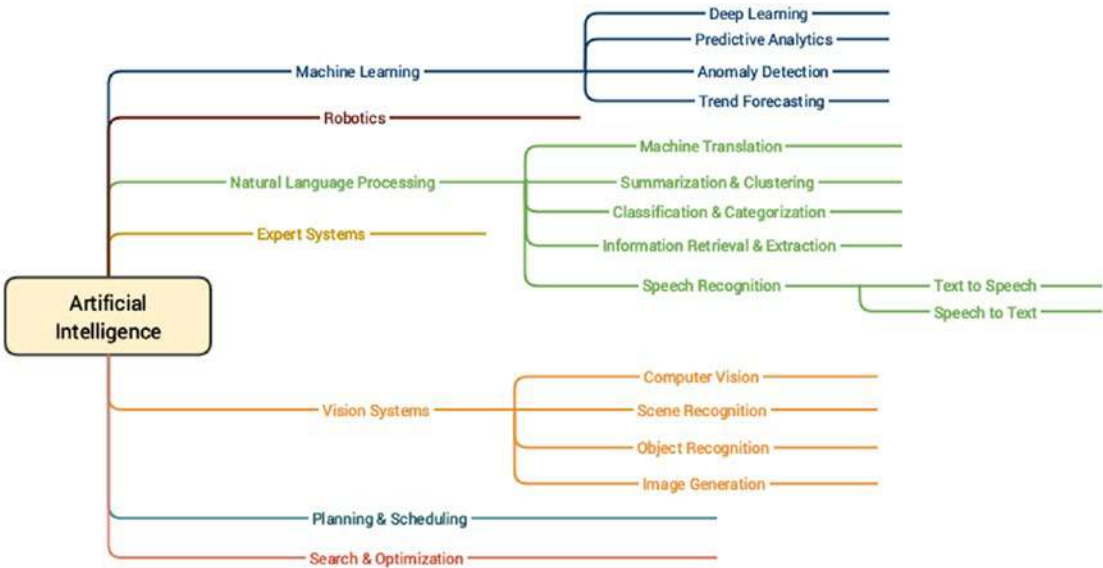 Deep Learning
Predictive Analytics
Machine Learning
Anomaly Detection
Trend Forecasting
Robotics
Machine Translation
Natural Language Processing
Summarization & Clustering
Classification & Categorization
Expert Systems
Information Retrieval & Extraction
Speech Recognition
Text to Speech
Speech to Text
Artificial
Intelligence
Computer Vision
Vision Systems
Scene Recognition
Object Recognition
Image Generation
Planning & Scheduling
Search & Optimization